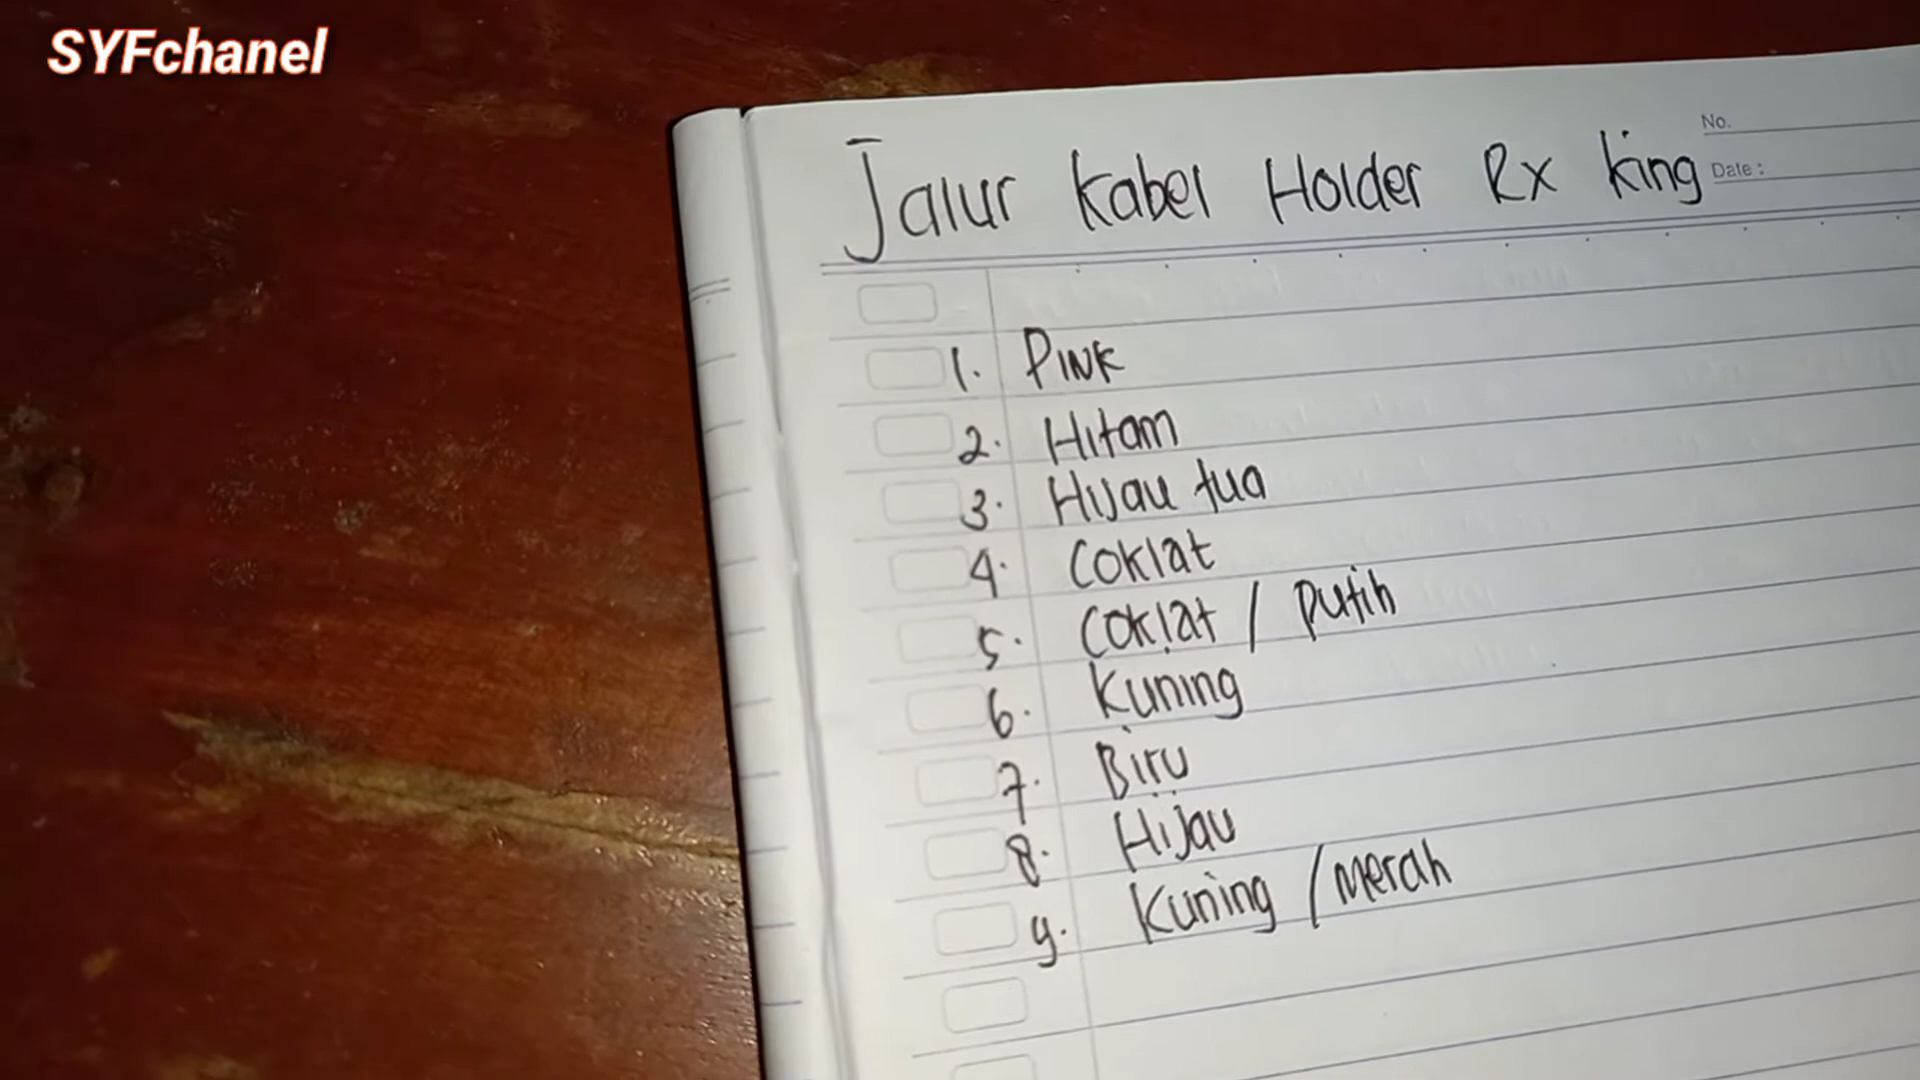 SYFchanel
No.
Jalur Kabel Holder Rx King
Date :
1. Pink
2. Hitam
3. Hijau tua
4. Coklat
5. Coklat / Putih
6. Kuning
7. Biru
8. Hijau
9. Kuning / Merah